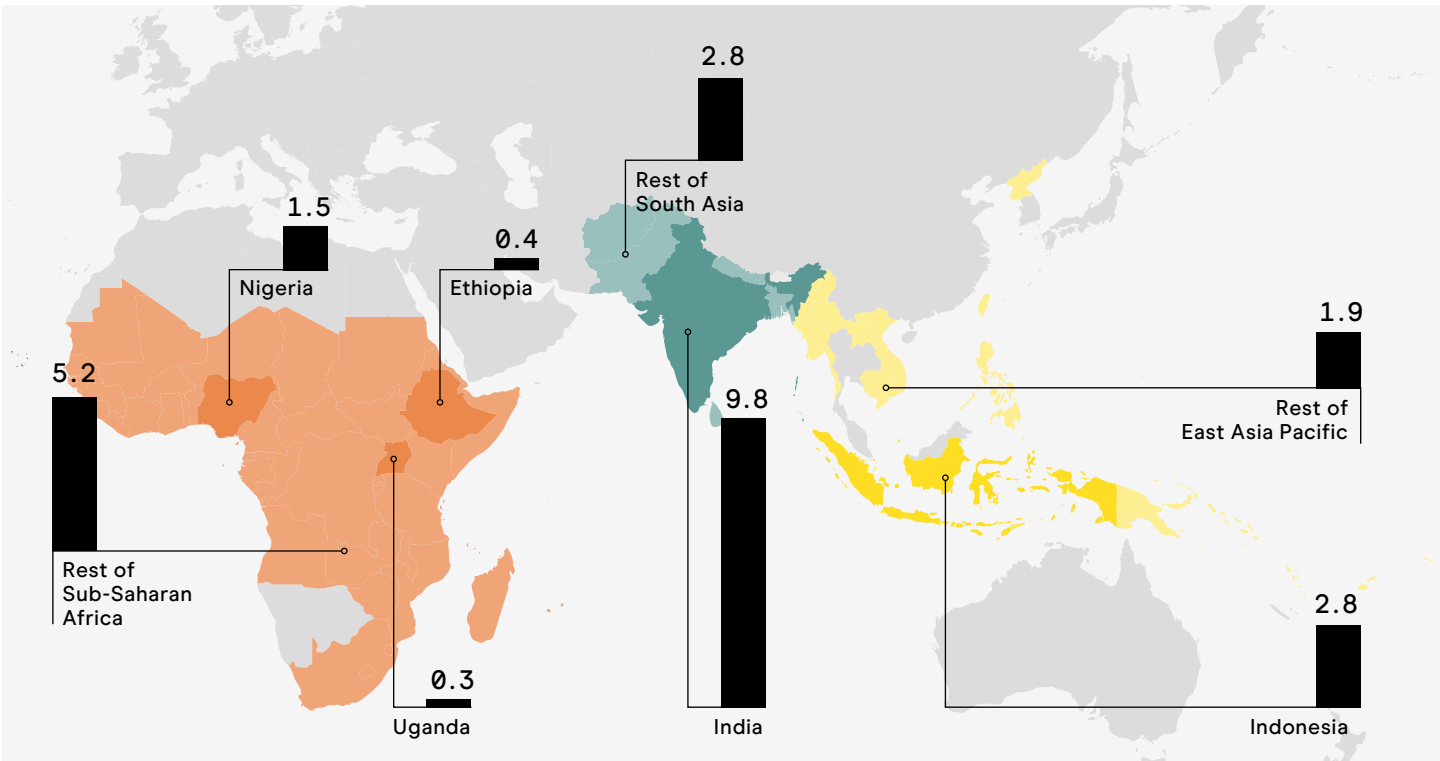 2.8
Rest of
South Asia
1.5
Nigeria
0.4
Ethiopia
1.9
Rest of
East Asia Pacific
5.2
Rest of
Sub-Saharan
Africa
9.8
India
2.8
Indonesia
0.3
Uganda